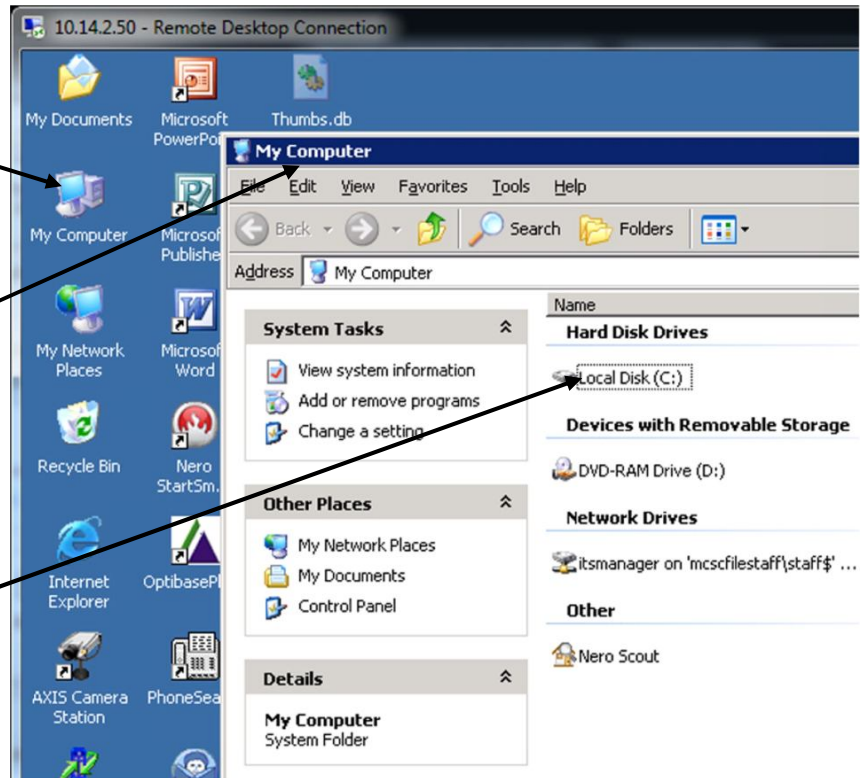 10.14.2.50 - Remote Desktop Connection
My Documents
Microsoft
PowerPoi
Thumbs.db
My Computer
Microsof
Publishe
My Network
Places
Microsof
Word
Recycle Bin
Nero
StartSm.
Internet
Explorer
OptibasePl
AXIS Camera
Station
PhoneSea
My Computer
File Edit View Favorites Tools Help
Back Search Folders
Address My Computer
System Tasks
View system information
Add or remove programs
Change a setting
Other Places
My Network Places
My Documents
Control Panel
Details
My Computer
System Folder
Name
Hard Disk Drives
Local Disk (C:)
Devices with Removable Storage
DVD-RAM Drive (D:)
Network Drives
itsmanager on 'mcscfilestaff\staff$' ...
Other
Nero Scout